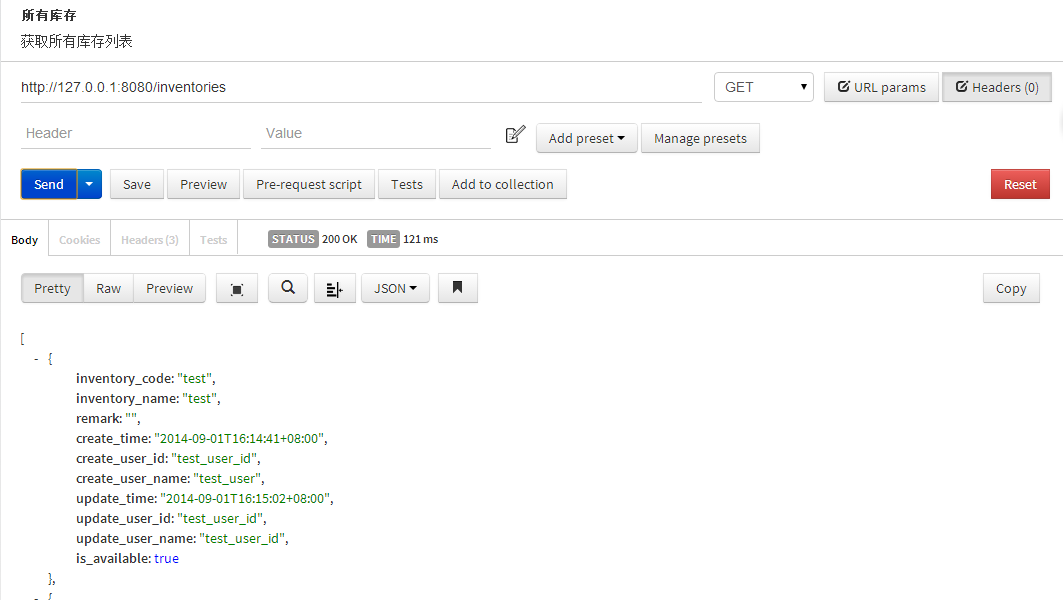 所有库存
获取所有库存列表
http://127.0.0.1:8080/inventories GET URL params Headers (0)
Header Value Add preset Manage presets
Send Save Preview Pre-request script Tests Add to collection Reset
Body Cookies Headers (3) Tests STATUS 200 OK TIME 121 ms
Pretty Raw Preview JSON Copy
[
- {
inventory_code: "test",
inventory_name: "test",
remark: "",
create_time: "2014-09-01T16:14:41+08:00",
create_user_id: "test_user_id",
create_user_name: "test_user",
update_time: "2014-09-01T16:15:02+08:00",
update_user_id: "test_user_id",
update_user_name: "test_user_id",
is_available: true
},
- {